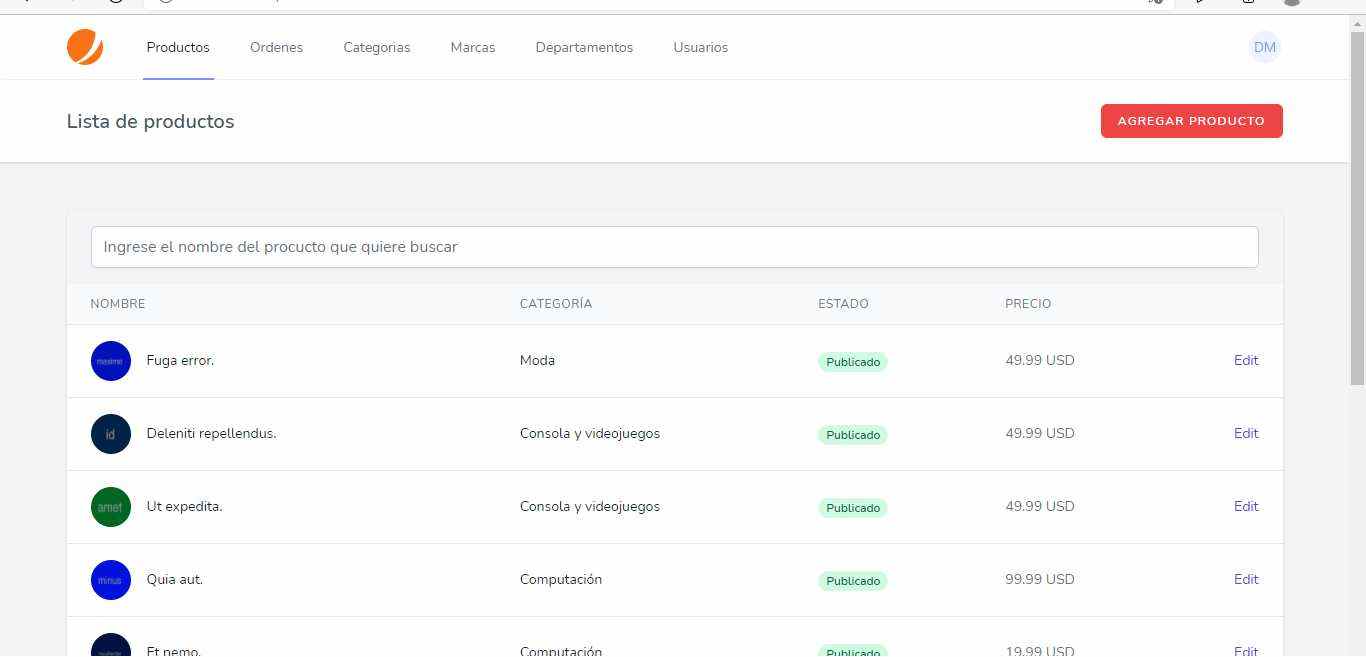 Productos Ordenes Categorias Marcas Departamentos Usuarios DM
Lista de productos AGREGAR PRODUCTO
Ingrese el nombre del procucto que quiere buscar
NOMBRE CATEGORÍA ESTADO PRECIO
maxime Fuga error. Moda Publicado 49.99 USD Edit
id Deleniti repellendus. Consola y videojuegos Publicado 49.99 USD Edit
amet Ut expedita. Consola y videojuegos Publicado 49.99 USD Edit
minus Quia aut. Computación Publicado 99.99 USD Edit
Et nemo. Computación Publicado 19.99 USD Edit